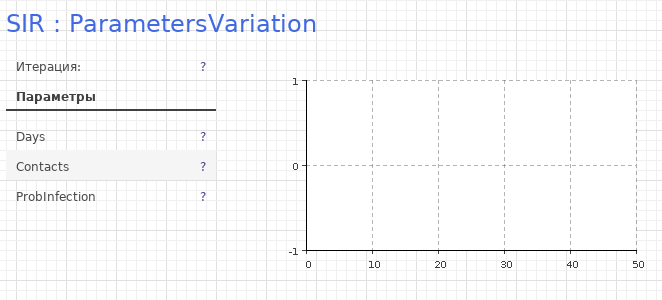 SIR : ParametersVariation
Итерация: ?
Параметры
Days ?
Contacts ?
ProbInfection ?
1
0
-1
0 10 20 30 40 50